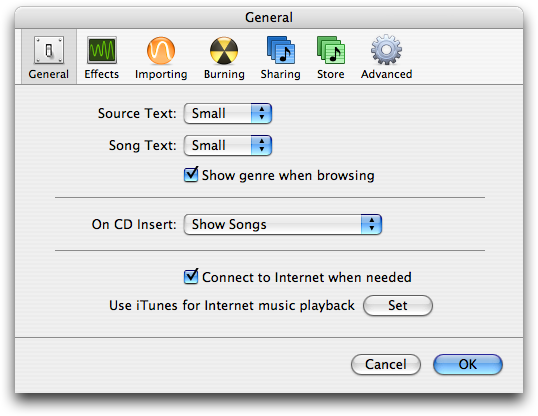 General
General Effects Importing Burning Sharing Store Advanced
Source Text: Small
Song Text: Small
Show genre when browsing
On CD Insert: Show Songs
Connect to Internet when needed
Use iTunes for Internet music playback Set
Cancel OK